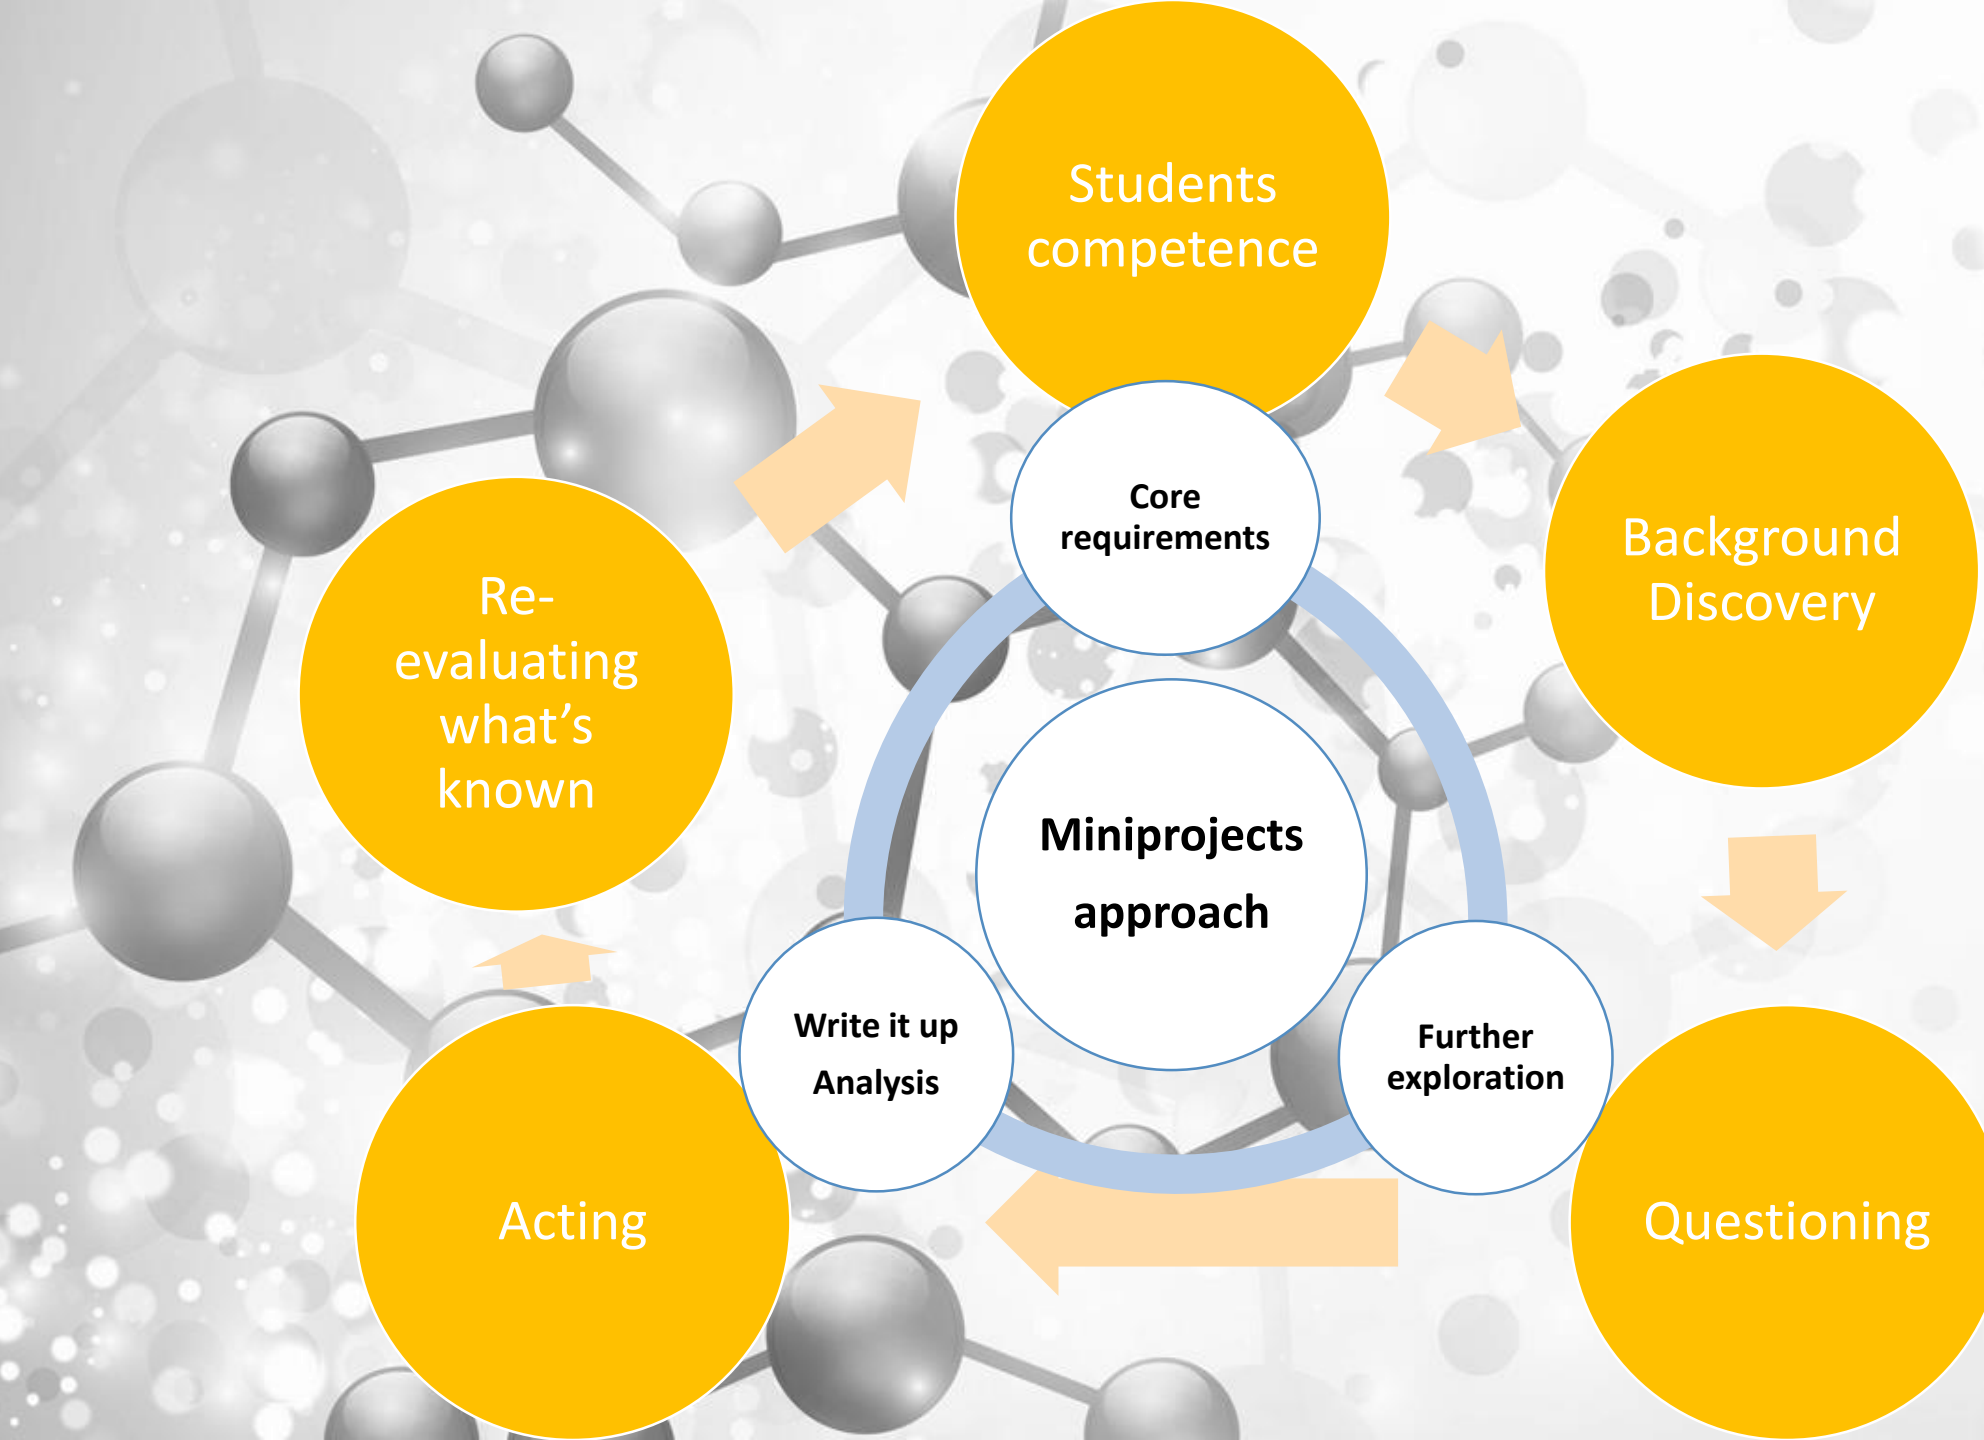 Students
competence
Core
requirements
Background
Discovery
Re-
evaluating
what’s
known
Miniprojects
approach
Write it up
Analysis
Further
exploration
Acting
Questioning